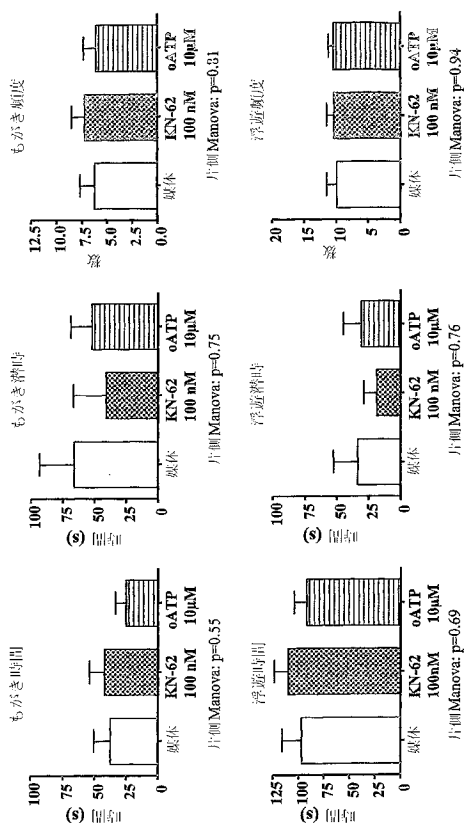 もがき時間
時間 (s)
100
75
50
25
0
媒体
KN-62
100 nM
oATP
10μM
片側Manova: p=0.55
もがき潜時
時間 (s)
100
75
50
25
0
媒体
KN-62
100 nM
oATP
10μM
片側Manova: p=0.75
もがき頻度
数
12.5
10.0
7.5
5.0
2.5
0.0
媒体
KN-62
100 nM
oATP
10μM
片側Manova: p=0.81
浮遊時間
時間 (s)
125
100
75
50
25
0
媒体
KN-62
100nM
oATP
10μM
片側Manova: p=0.69
浮遊潜時
時間 (s)
100
75
50
25
0
媒体
KN-62
100 nM
oATP
10μM
片側Manova: p=0.76
浮遊頻度
数
20
15
10
5
0
媒体
KN-62
100 nM
oATP
10μM
片側Manova: p=0.94